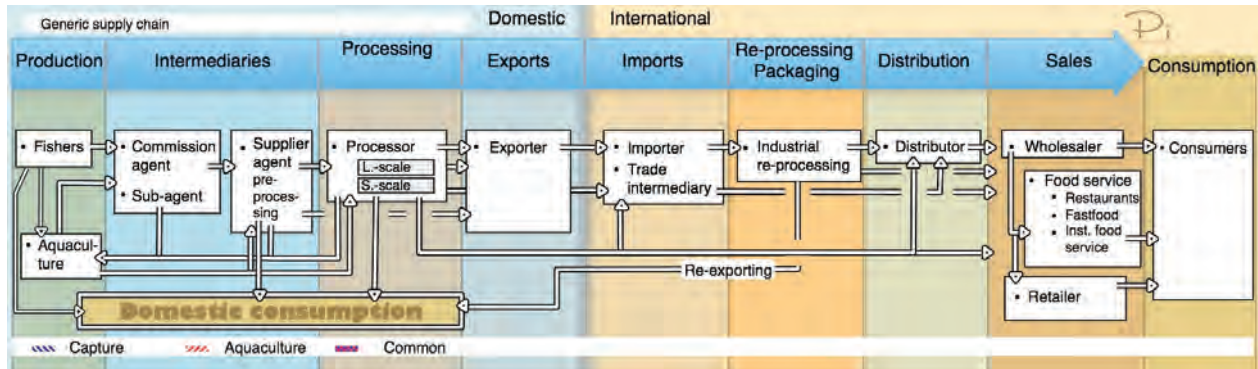 Generic supply chain
Domestic
International
Pi
Production
Intermediaries
Processing
Exports
Imports
Re-processing
Packaging
Distribution
Sales
Consumption
• Fishers
• Commission
agent
• Sub-agent
• Supplier
agent
pre-
proces-
sing
• Processor
L.-scale
S.-scale
• Exporter
• Importer
• Trade
intermediary
• Industrial
re-processing
• Distributor
• Wholesaler
• Food service
• Restaurants
• Fastfood
• Inst. food
service
• Retailer
• Consumers
• Aquacul-
ture
Re-exporting
Domestic consumption
Capture
Aquaculture
Common